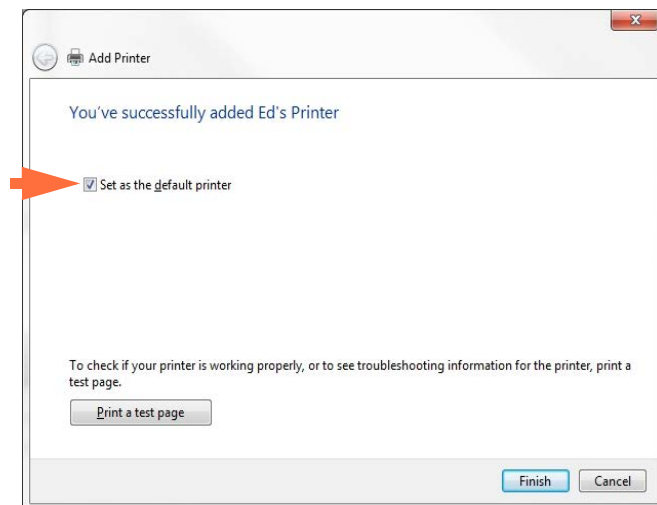 Add Printer
You've successfully added Ed's Printer
Set as the default printer
To check if your printer is working properly, or to see troubleshooting information for the printer, print a
test page.
Print a test page
Finish Cancel